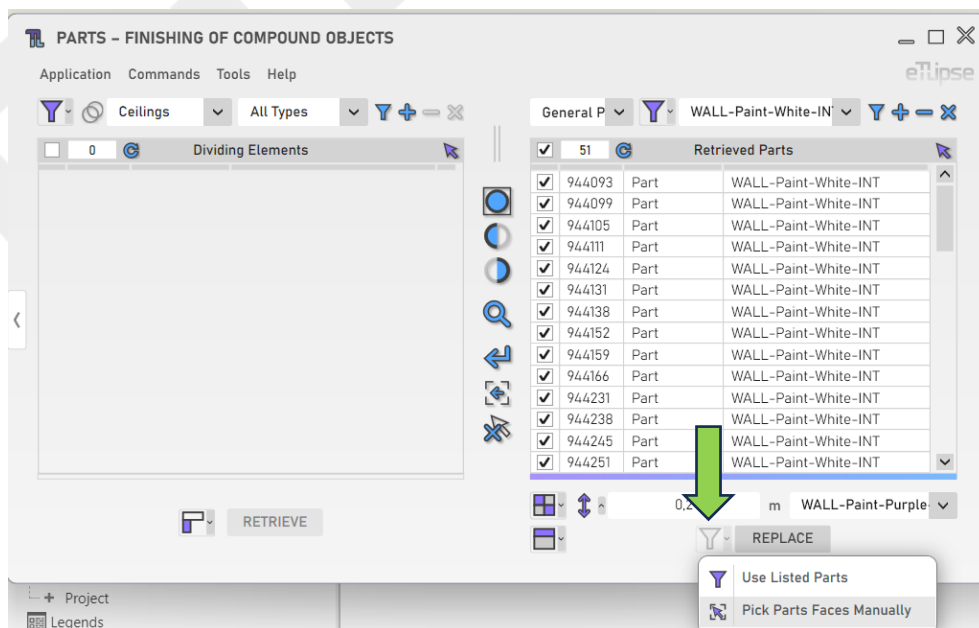 PARTS – FINISHING OF COMPOUND OBJECTS
Application Commands Tools Help
eTLipse
Ceilings All Types General P WALL-Paint-White-IN
0 Dividing Elements 51 Retrieved Parts
944093 Part WALL-Paint-White-INT
944099 Part WALL-Paint-White-INT
944105 Part WALL-Paint-White-INT
944111 Part WALL-Paint-White-INT
944124 Part WALL-Paint-White-INT
944131 Part WALL-Paint-White-INT
944138 Part WALL-Paint-White-INT
944152 Part WALL-Paint-White-INT
944159 Part WALL-Paint-White-INT
944166 Part WALL-Paint-White-INT
944231 Part WALL-Paint-White-INT
944238 Part WALL-Paint-White-INT
944245 Part WALL-Paint-White-INT
944251 Part WALL-Paint-White-INT
m WALL-Paint-Purple-
RETRIEVE
REPLACE
Use Listed Parts
Pick Parts Faces Manually
Project
Legends